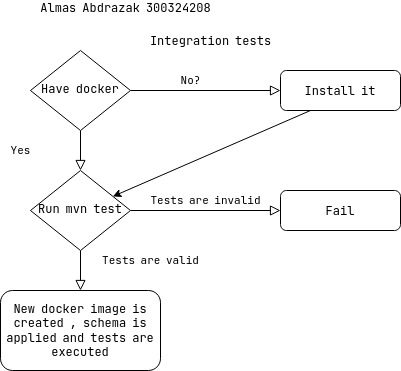 Almas Abdrazak 300324208
Integration tests
Have docker
No?
Install it
Yes
Run mvn test
Tests are invalid
Fail
Tests are valid
New docker image is
created , schema is
applied and tests are
executed